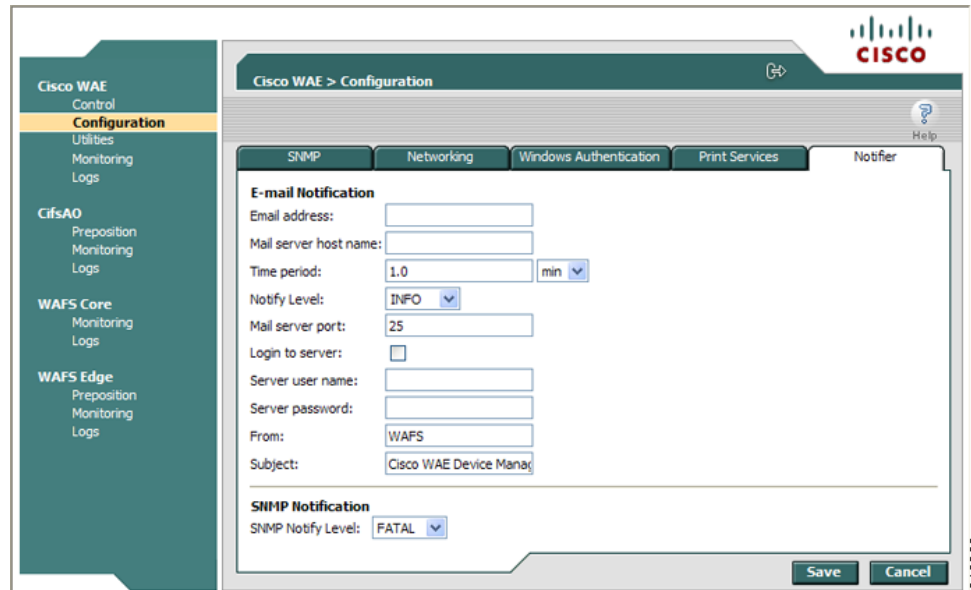 CISCO
Cisco WAE
Control
Configuration
Utilities
Monitoring
Logs
CifsAO
Preposition
Monitoring
Logs
WAFS Core
Monitoring
Logs
WAFS Edge
Preposition
Monitoring
Logs
Cisco WAE > Configuration
Help
SNMP Networking Windows Authentication Print Services Notifier
E-mail Notification
Email address:
Mail server host name:
Time period: 1.0 min
Notify Level: INFO
Mail server port: 25
Login to server:
Server user name:
Server password:
From: WAFS
Subject: Cisco WAE Device Manag
SNMP Notification
SNMP Notify Level: FATAL
Save Cancel